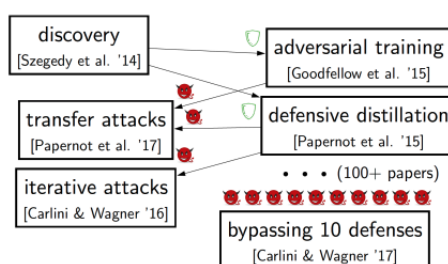 discovery
[Szegedy et al. '14]
adversarial training
[Goodfellow et al. '15]
transfer attacks
[Papernot et al. '17]
defensive distillation
[Papernot et al. '15]
iterative attacks
[Carlini & Wagner '16]
• • • (100+ papers)
bypassing 10 defenses
[Carlini & Wagner '17]